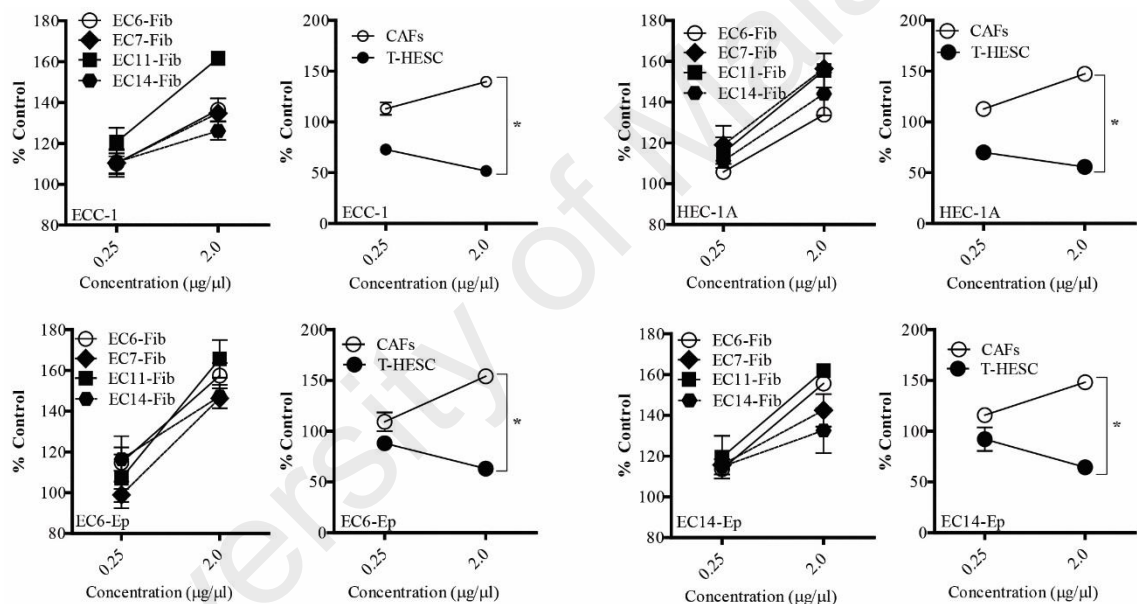 % Control
180
160
140
120
100
80
EC6-Fib
EC7-Fib
EC11-Fib
EC14-Fib
ECC-1
0.25
2.0
Concentration (µg/µl)
% Control
200
150
100
50
0
CAFs
T-HESC
*
ECC-1
0.25
2.0
Concentration (µg/µl)
% Control
180
160
140
120
100
80
EC6-Fib
EC7-Fib
EC11-Fib
EC14-Fib
HEC-1A
0.25
2.0
Concentration (µg/µl)
% Control
200
150
100
50
0
CAFs
T-HESC
*
HEC-1A
0.25
2.0
Concentration (µg/µl)
% Control
180
160
140
120
100
80
EC6-Fib
EC7-Fib
EC11-Fib
EC14-Fib
EC6-Ep
0.25
2.0
Concentration (µg/µl)
% Control
200
150
100
50
0
CAFs
T-HESC
*
EC6-Ep
0.25
2.0
Concentration (µg/µl)
% Control
180
160
140
120
100
80
EC6-Fib
EC7-Fib
EC11-Fib
EC14-Fib
EC14-Ep
0.25
2.0
Concentration (µg/µl)
% Control
200
150
100
50
0
CAFs
T-HESC
*
EC14-Ep
0.25
2.0
Concentration (µg/µl)
versity of Mala